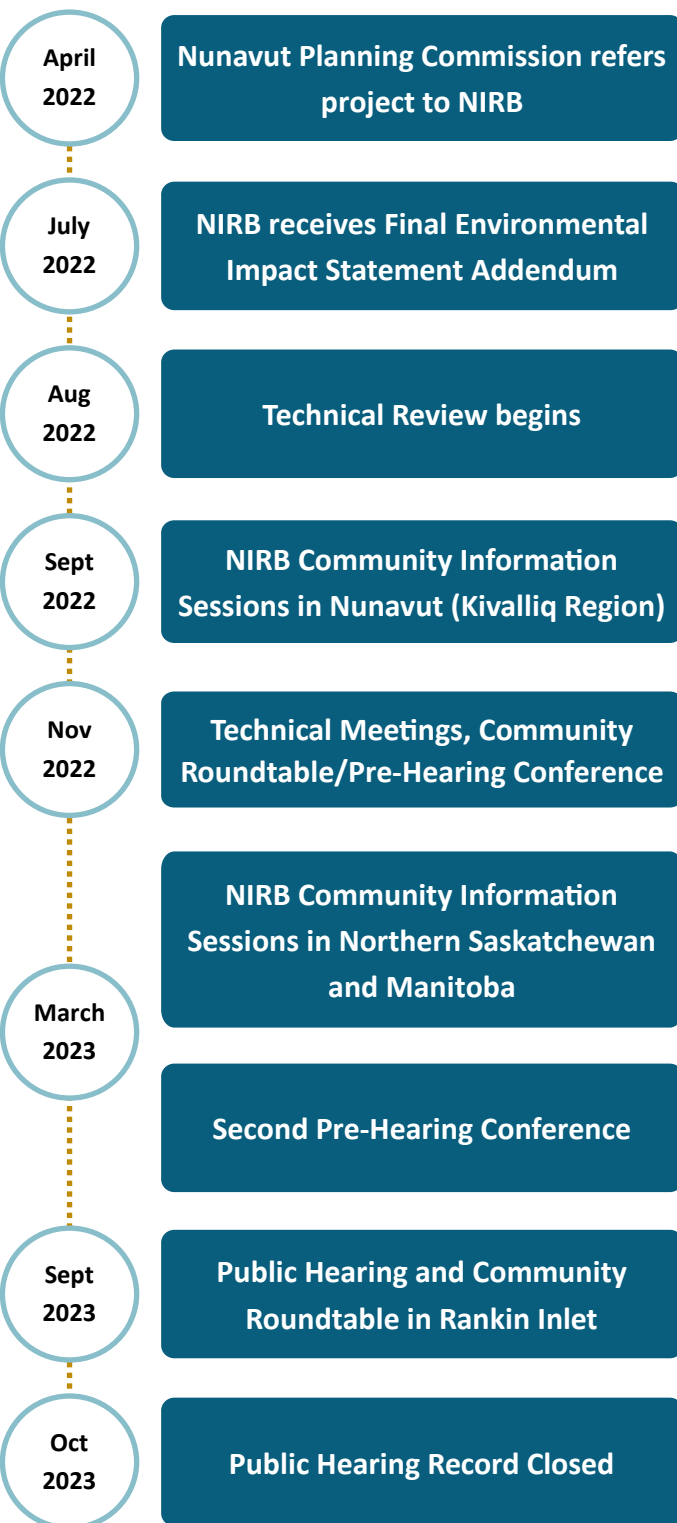 April
2022
Nunavut Planning Commission refers
project to NIRB
July
2022
NIRB receives Final Environmental
Impact Statement Addendum
Aug
2022
Technical Review begins
Sept
2022
NIRB Community Information
Sessions in Nunavut (Kivalliq Region)
Nov
2022
Technical Meetings, Community
Roundtable/Pre-Hearing Conference
March
2023
NIRB Community Information
Sessions in Northern Saskatchewan
and Manitoba
Second Pre-Hearing Conference
Sept
2023
Public Hearing and Community
Roundtable in Rankin Inlet
Oct
2023
Public Hearing Record Closed